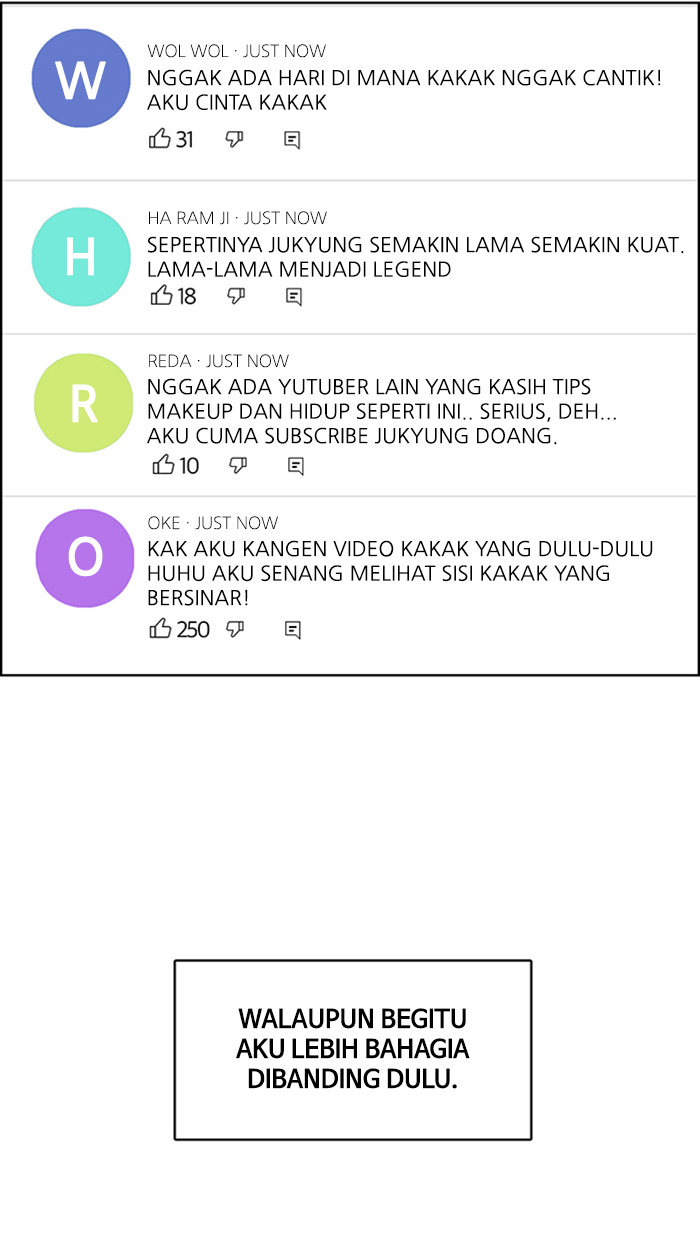 W
WOL WOL · JUST NOW
NGGAK ADA HARI DI MANA KAKAK NGGAK CANTIK!
AKU CINTA KAKAK
31
H
HA RAM JI · JUST NOW
SEPERTINYA JUKYUNG SEMAKIN LAMA SEMAKIN KUAT.
LAMA-LAMA MENJADI LEGEND
18
R
REDA · JUST NOW
NGGAK ADA YUTUBER LAIN YANG KASIH TIPS
MAKEUP DAN HIDUP SEPERTI INI.. SERIUS, DEH...
AKU CUMA SUBSCRIBE JUKYUNG DOANG.
10
O
OKE · JUST NOW
KAK AKU KANGEN VIDEO KAKAK YANG DULU-DULU
HUHU AKU SENANG MELIHAT SISI KAKAK YANG
BERSINAR!
250
WALAUPUN BEGITU
AKU LEBIH BAHAGIA
DIBANDING DULU.